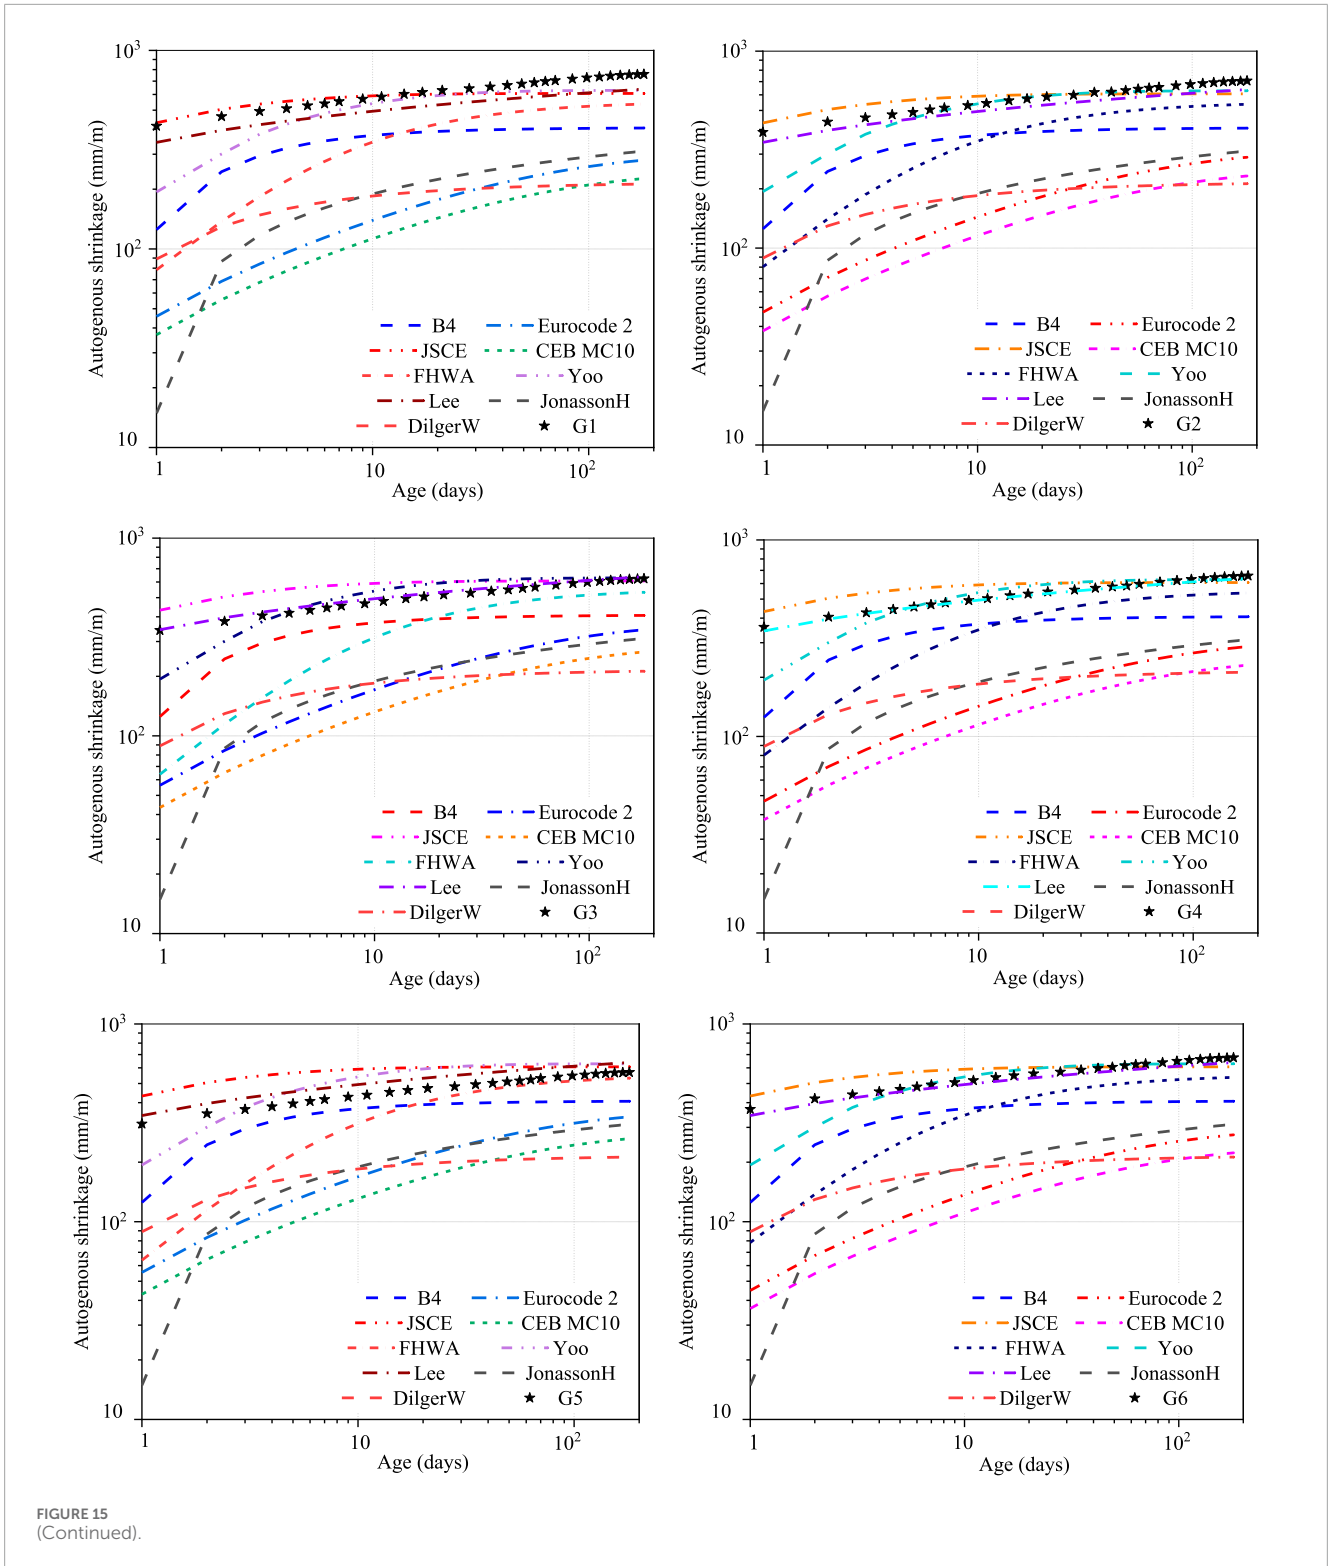 10³
10²
10
1 10 10²
Autogenous shrinkage (mm/m)
Age (days)
B4 Eurocode 2
JSCE CEB MC10
FHWA Yoo
Lee JonassonH
DilgerW G1
10³
10²
10
1 10 10²
Autogenous shrinkage (mm/m)
Age (days)
B4 Eurocode 2
JSCE CEB MC10
FHWA Yoo
Lee JonassonH
DilgerW G2
10³
10²
10
1 10 10²
Autogenous shrinkage (mm/m)
Age (days)
B4 Eurocode 2
JSCE CEB MC10
FHWA Yoo
Lee JonassonH
DilgerW G3
10³
10²
10
1 10 10²
Autogenous shrinkage (mm/m)
Age (days)
B4 Eurocode 2
JSCE CEB MC10
FHWA Yoo
Lee JonassonH
DilgerW G4
10³
10²
10
1 10 10²
Autogenous shrinkage (mm/m)
Age (days)
B4 Eurocode 2
JSCE CEB MC10
FHWA Yoo
Lee JonassonH
DilgerW G5
10³
10²
10
1 10 10²
Autogenous shrinkage (mm/m)
Age (days)
B4 Eurocode 2
JSCE CEB MC10
FHWA Yoo
Lee JonassonH
DilgerW G6
FIGURE 15
(Continued).